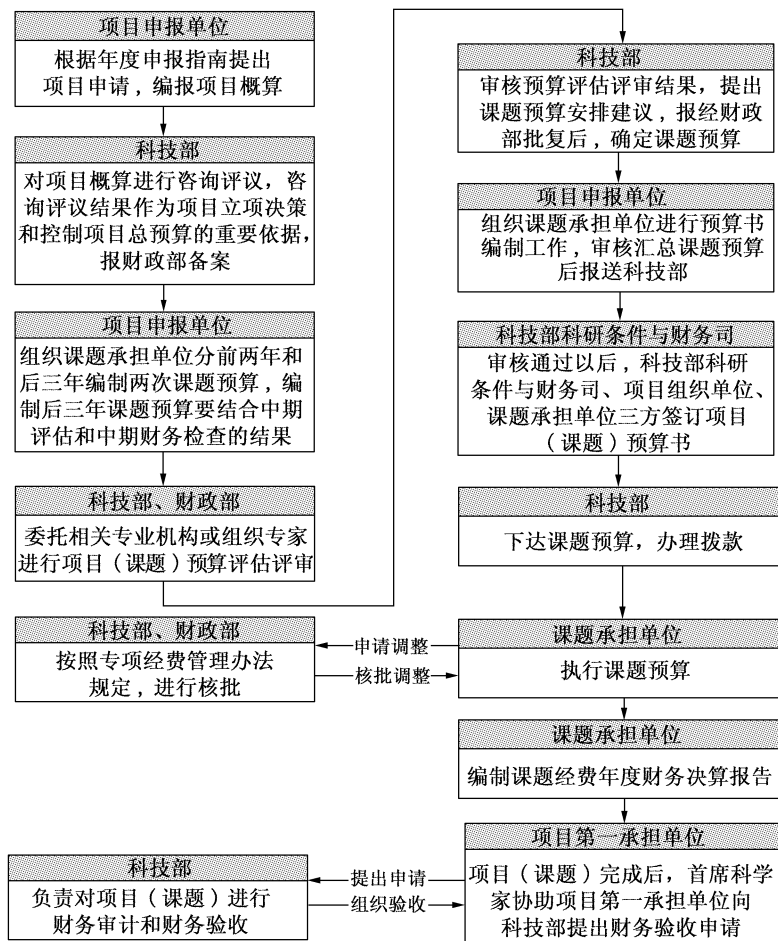 项目申报单位
根据年度申报指南提出
项目申请，编报项目概算
科技部
对项目概算进行咨询评议，咨
询评议结果作为项目立项决策
和控制项目总预算的重要依据，
报财政部备案
项目申报单位
组织课题承担单位分前两年和
后三年编制两次课题预算，编
制后三年课题预算要结合中期
评估和中期财务检查的结果
科技部、财政部
委托相关专业机构或组织专家
进行项目（课题）预算评估评审
科技部
审核预算评估评审结果，提出
课题预算安排建议，报经财政
部批复后，确定课题预算
项目申报单位
组织课题承担单位进行预算书
编制工作，审核汇总课题预算
后报送科技部
科技部科研条件与财务司
审核通过以后，科技部科研
条件与财务司、项目组织单位、
课题承担单位三方签订项目
（课题）预算书
科技部
下达课题预算，办理拨款
课题承担单位
执行课题预算
申请调整
核批调整
科技部、财政部
按照专项经费管理办法
规定，进行核批
课题承担单位
编制课题经费年度财务决算报告
项目第一承担单位
项目（课题）完成后，首席科学
家协助项目第一承担单位向
科技部提出财务验收申请
提出申请
组织验收
科技部
负责对项目（课题）进行
财务审计和财务验收